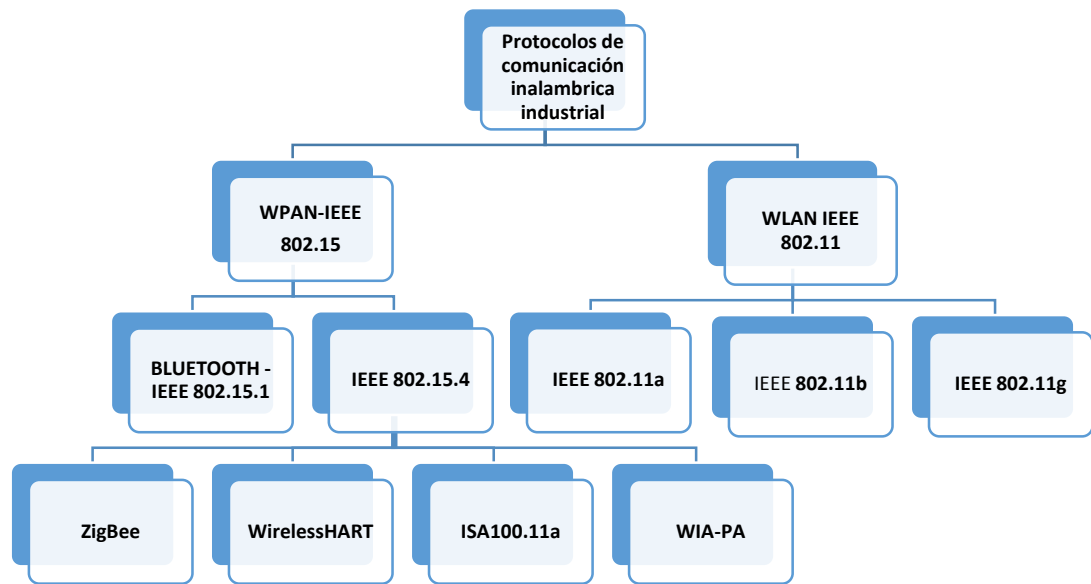 Protocolos de
comunicación
inalambrica
industrial
WPAN-IEEE
802.15
WLAN IEEE
802.11
BLUETOOTH -
IEEE 802.15.1
IEEE 802.15.4
IEEE 802.11a
IEEE 802.11b
IEEE 802.11g
ZigBee
WirelessHART
ISA100.11a
WIA-PA